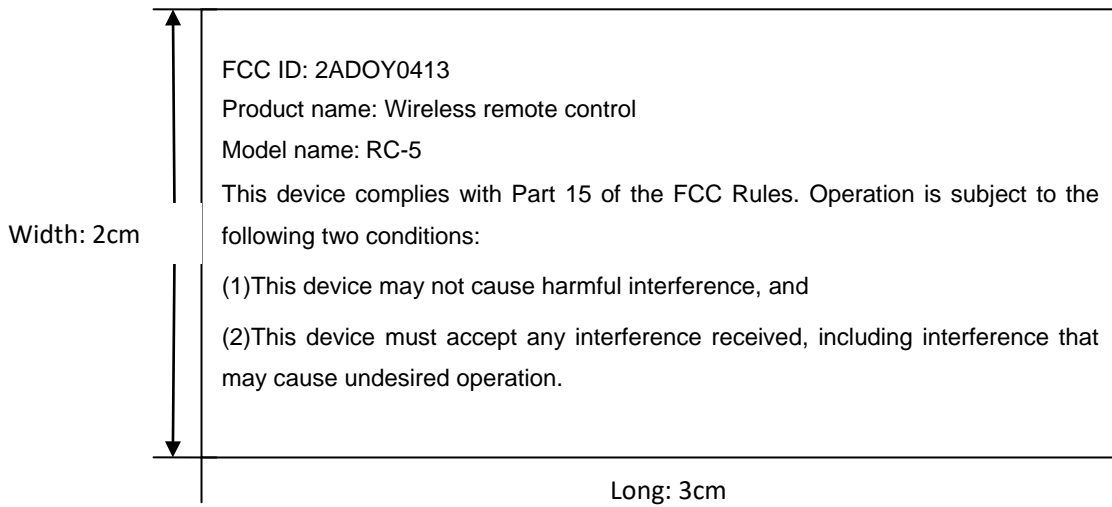 FCC ID: 2ADOY0413
Product name: Wireless remote control
Model name: RC-5
This device complies with Part 15 of the FCC Rules. Operation is subject to the
Width: 2cm
following two conditions:
(1)This device may not cause harmful interference, and
(2)This device must accept any interference received, including interference that
may cause undesired operation.
Long: 3cm